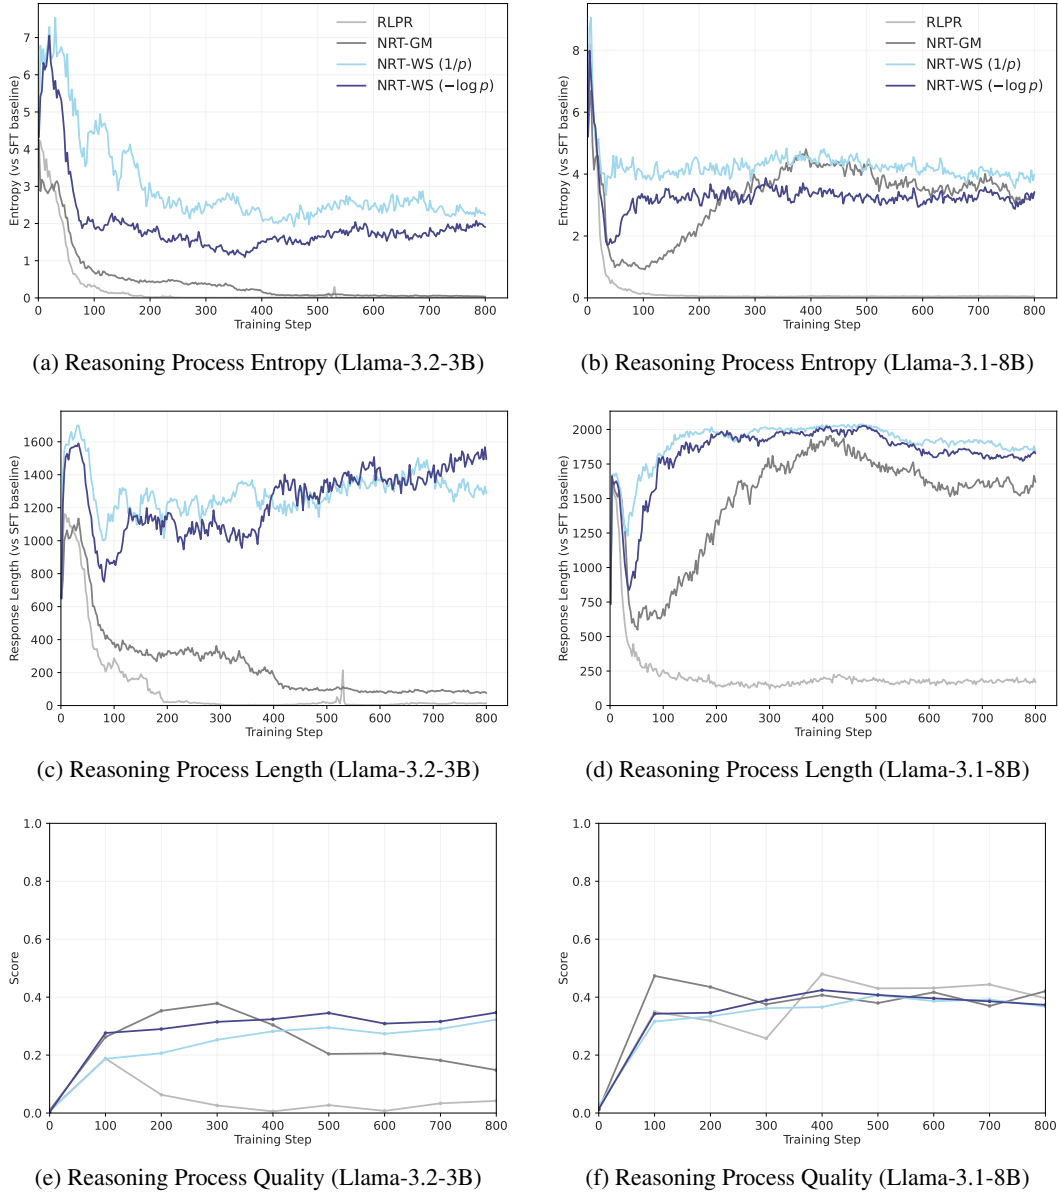 7
6
5
4
3
2
1
0
Entropy (vs SFT baseline)
RLPR
NRT-GM
NRT-WS (1/p)
NRT-WS (−log p)
0 100 200 300 400 500 600 700 800
Training Step
(a) Reasoning Process Entropy (Llama-3.2-3B)
8
6
4
2
0
Entropy (vs SFT baseline)
RLPR
NRT-GM
NRT-WS (1/p)
NRT-WS (−log p)
0 100 200 300 400 500 600 700 800
Training Step
(b) Reasoning Process Entropy (Llama-3.1-8B)
1600
1400
1200
1000
800
600
400
200
0
Response Length (vs SFT baseline)
0 100 200 300 400 500 600 700 800
Training Step
(c) Reasoning Process Length (Llama-3.2-3B)
2000
1750
1500
1250
1000
750
500
250
0
Response Length (vs SFT baseline)
0 100 200 300 400 500 600 700 800
Training Step
(d) Reasoning Process Length (Llama-3.1-8B)
1.0
0.8
0.6
0.4
0.2
0.0
Score
0 100 200 300 400 500 600 700 800
Training Step
(e) Reasoning Process Quality (Llama-3.2-3B)
1.0
0.8
0.6
0.4
0.2
0.0
Score
0 100 200 300 400 500 600 700 800
Training Step
(f) Reasoning Process Quality (Llama-3.1-8B)